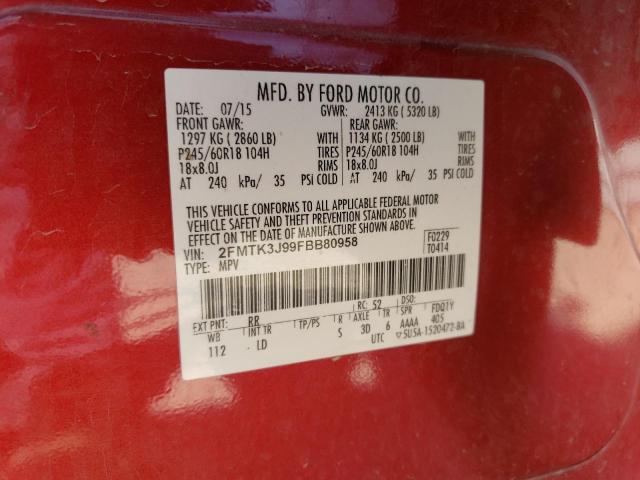 MFD. BY FORD MOTOR CO.
DATE: 07/15 GVWR: 2413 KG (5320 LB)
FRONT GAWR: REAR GAWR:
1297 KG (2860 LB) WITH 1134 KG (2500 LB) WITH
P245/60R18 104H TIRES P245/60R18 104H TIRES
18x8.0J RIMS 18x8.0J RIMS
AT 240 kPa/ 35 PSI COLD AT 240 kPa/ 35 PSI COLD
THIS VEHICLE CONFORMS TO ALL APPLICABLE FEDERAL MOTOR
VEHICLE SAFETY AND THEFT PREVENTION STANDARDS IN
EFFECT ON THE DATE OF MANUFACTURE SHOWN ABOVE.
VIN: 2FMTK3J99FBB80958 F0229
TYPE: MPV T0414
EXT PNT: RR RC: 52 DSO:
WB INT TR TP/PS R AXLE TR SPR FDQ1Y
112 LD S 3D 6 AAAA 405
UTC ▽SU5A-1520472-BA